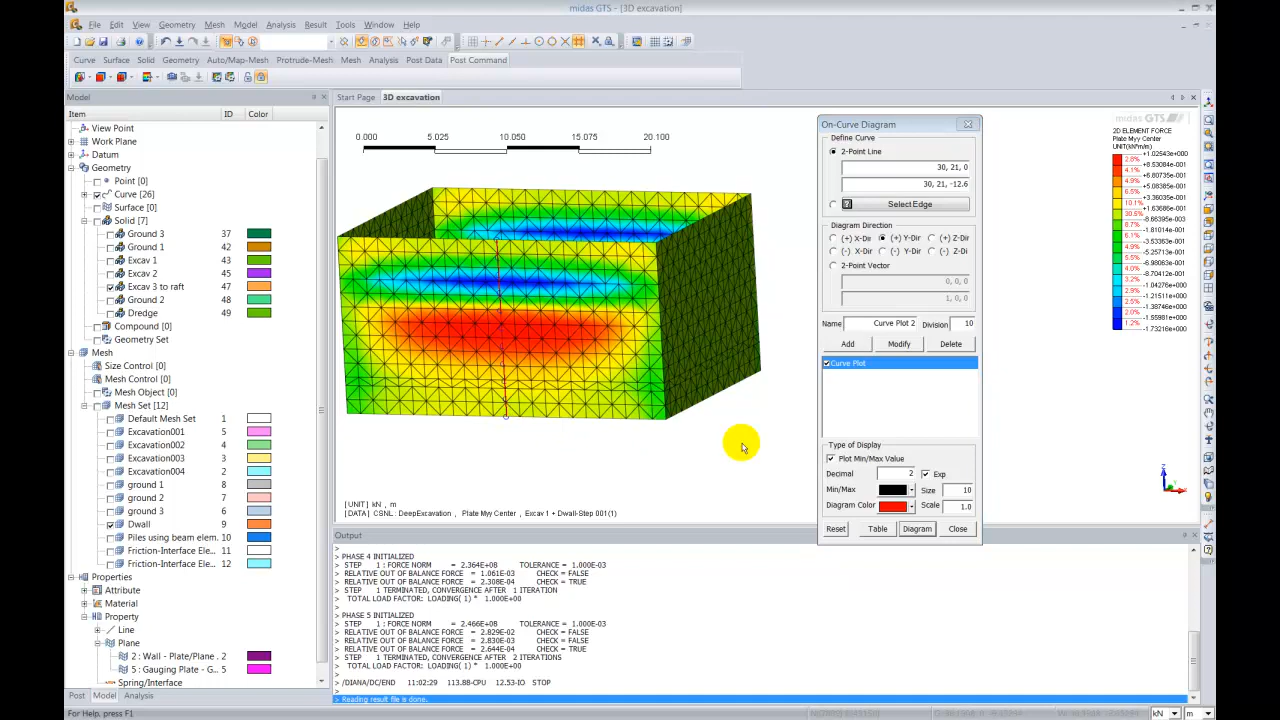 midas GTS - [3D excavation]
File Edit View Geometry Mesh Model Analysis Result Tools Window Help
Curve Surface Solid Geometry Auto/Map-Mesh Protrude-Mesh Mesh Analysis Post Data Post Command
Model
Item ID Color
View Point
Work Plane
Datum
Geometry
Point [0]
Curve [26]
Surface [0]
Solid [7]
Ground 3 37
Ground 1 42
Excav 1 43
Excav 2 45
Excav 3 to raft 47
Ground 2 48
Dredge 49
Compound [0]
Geometry Set
Mesh
Size Control [0]
Mesh Control [0]
Mesh Object [0]
Mesh Set [12]
Default Mesh Set 1
Excavation001 5
Excavation002 4
Excavation003 3
Excavation004 2
ground 1 8
ground 2 7
ground 3 6
Dwall 9
Piles using beam elem 10
Friction-Interface Ele... 11
Friction-Interface Ele... 12
Properties
Attribute
Material
Property
Line
Plane
2 : Wall - Plate/Plane . 2
5 : Gauging Plate - G... 5
Spring/Interface
Post Model Analysis
Start Page 3D excavation
0.000 5.025 10.050 15.075 20.100
[UNIT] kN , m
[DATA] CSNL: DeepExcavation , Plate Myy Center , Excav 1 + Dwall-Step 001(1)
On-Curve Diagram
Define Curve
2-Point Line
30, 21, 0
30, 21, -12.6
Select Edge
Diagram Direction
(+) X-Dir (+) Y-Dir (+) Z-Dir
(-) X-Dir (-) Y-Dir (-) Z-Di
2-Point Vector
0, 0, 0
1, 0, 0
Name Curve Plot 2 Division 10
Add Modify Delete
Curve Plot
Type of Display
Plot Min/Max Value
Decimal 2 Exp
Min/Max Size 10
Diagram Color Scale 1.0
Reset Table Diagram Close
midas GTS
2D ELEMENT FORCE
Plate Myy Center
UNIT(kN*m/m)
+1.02543e+000
2.8%
+8.53084e-001
4.5%
+6.80735e-001
4.9%
+5.08385e-001
6.5%
10.1%
+1.63686e-001
30.5%
-8.66395e-003
8.7%
-1.81014e-001
6.1%
-3.53363e-001
4.9%
-5.25713e-001
4.5%
-6.98063e-001
4.0%
-8.70412e-001
3.2%
-1.04276e+000
2.9%
-1.21511e+000
2.5%
-1.38746e+000
2.0%
-1.55981e+000
1.2%
-1.73216e+000
Output
>
> PHASE 4 INITIALIZED
> STEP 1 : FORCE NORM = 2.364E+08 TOLERANCE = 1.000E-03
> RELATIVE OUT OF BALANCE FORCE = 1.061E-03 CHECK = FALSE
> RELATIVE OUT OF BALANCE FORCE = 2.308E-04 CHECK = TRUE
> STEP 1 TERMINATED, CONVERGENCE AFTER 1 ITERATION
> TOTAL LOAD FACTOR: LOADING( 1) * 1.000E+00
>
> PHASE 5 INITIALIZED
> STEP 1 : FORCE NORM = 2.466E+08 TOLERANCE = 1.000E-03
> RELATIVE OUT OF BALANCE FORCE = 2.829E-02 CHECK = FALSE
> RELATIVE OUT OF BALANCE FORCE = 2.830E-03 CHECK = FALSE
> RELATIVE OUT OF BALANCE FORCE = 2.644E-04 CHECK = TRUE
> STEP 1 TERMINATED, CONVERGENCE AFTER 2 ITERATIONS
> TOTAL LOAD FACTOR: LOADING( 1) * 1.000E+00
>
> /DIANA/DC/END 11:02:29 113.88-CPU 12.53-IO STOP
>
> Reading result file is done.
For Help, press F1
kN m